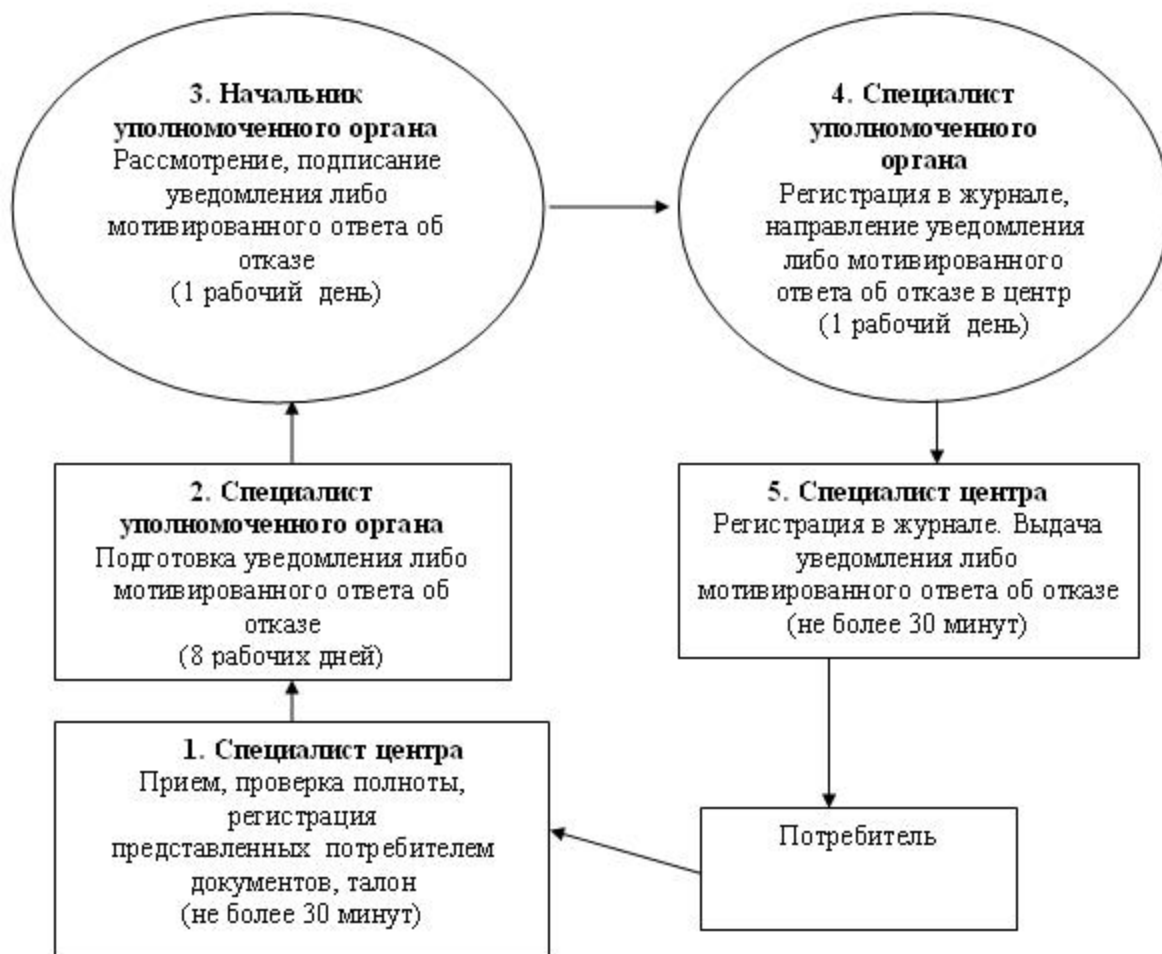 3. Начальник
уполномоченного органа
Рассмотрение, подписание
уведомления либо
мотивированного ответа об
отказе
(1 рабочий день)
4. Специалист
уполномоченного
органа
Регистрация в журнале,
направление уведомления
либо мотивированного
ответа об отказе в центр
(1 рабочий день)
2. Специалист
уполномоченного органа
Подготовка уведомления либо
мотивированного ответа об
отказе
(8 рабочих дней)
5. Специалист центра
Регистрация в журнале. Выдача
уведомления либо
мотивированного ответа об отказе
(не более 30 минут)
1. Специалист центра
Прием, проверка полноты,
регистрация
представленных потребителем
документов, талон
(не более 30 минут)
Потребитель